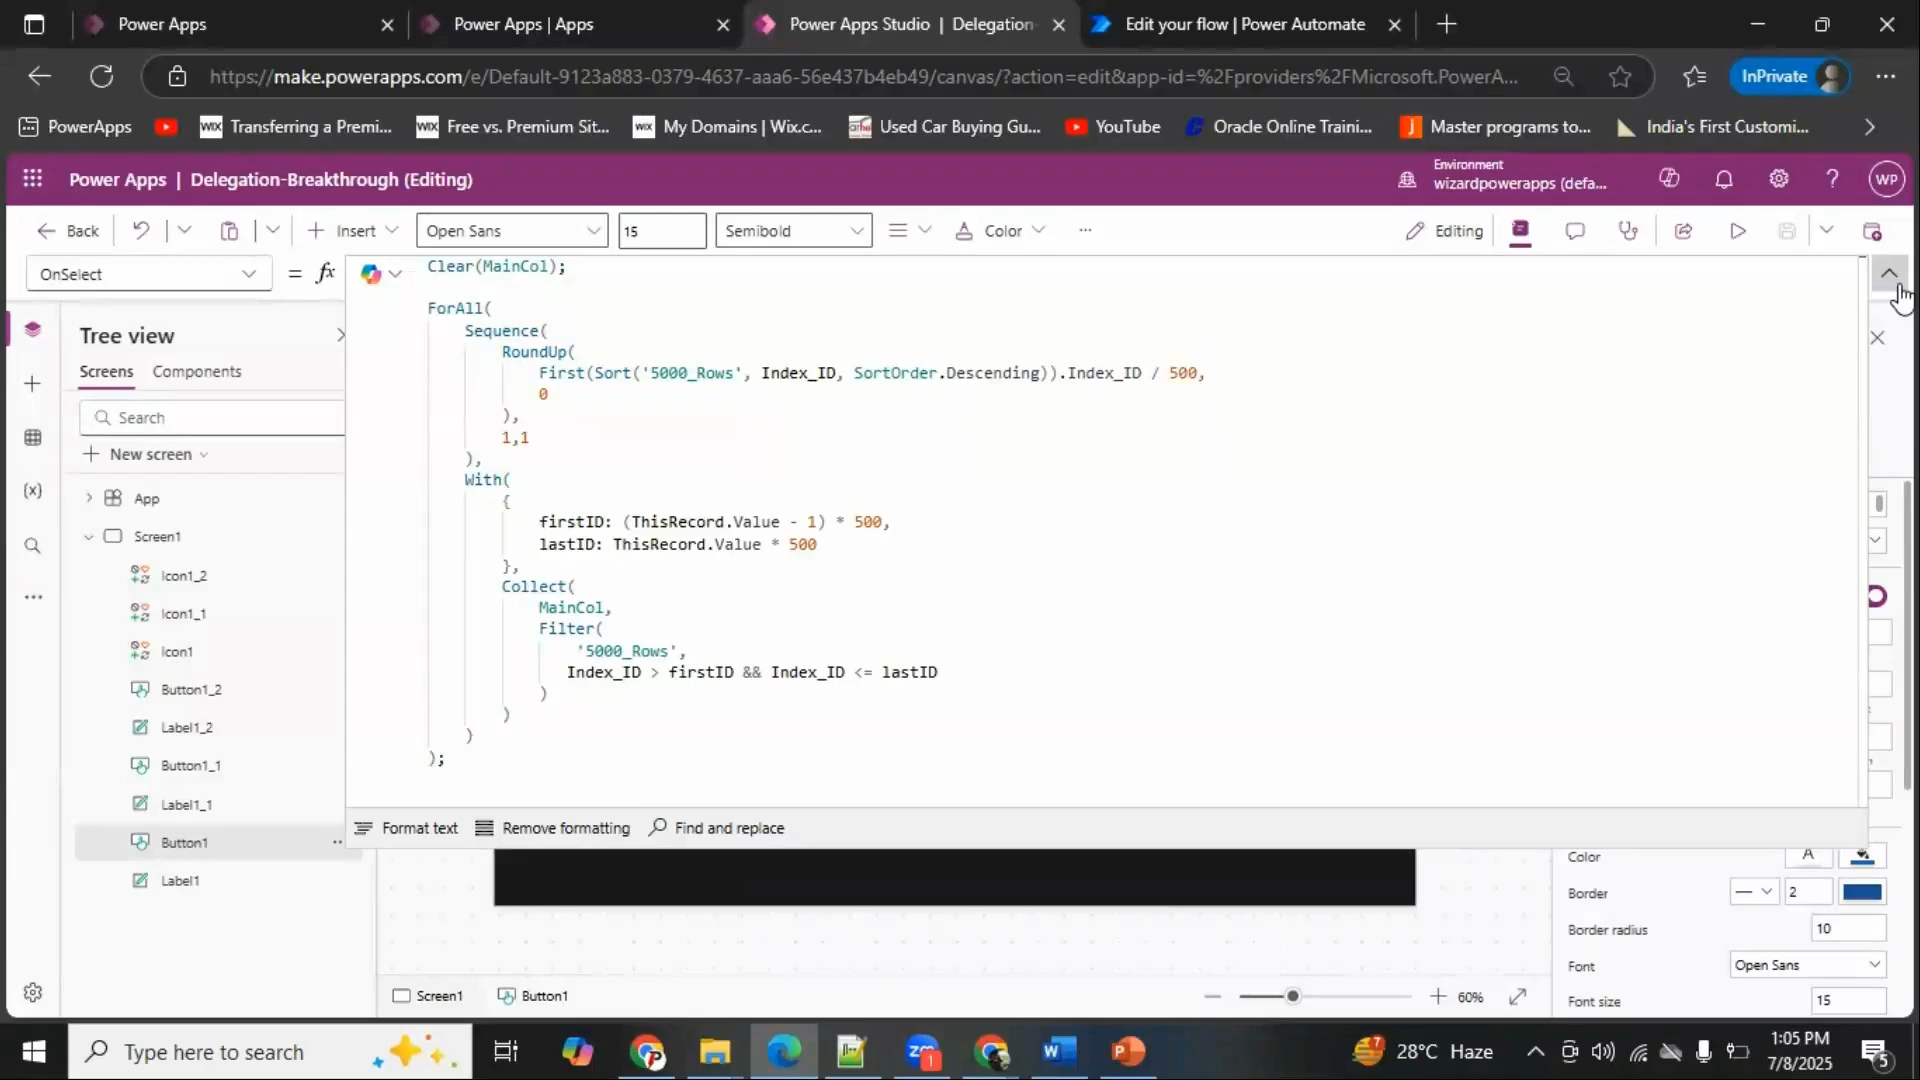 Power Apps
Power Apps | Apps
Power Apps Studio | Delegation-
Edit your flow | Power Automate
https://make.powerapps.com/e/Default-9123a883-0379-4637-aaa6-56e437b4eb49/canvas/?action=edit&app-id=%2Fproviders%2FMicrosoft.PowerA...
InPrivate
PowerApps
WIX Transferring a Premi...
WIX Free vs. Premium Sit...
WIX My Domains | Wix.c...
Used Car Buying Gu...
YouTube
Oracle Online Traini...
Master programs to...
India's First Customi...
Power Apps | Delegation-Breakthrough (Editing)
Environment
wizardpowerapps (defa...
WP
Back
Insert
Open Sans
15
Semibold
Color
...
Editing
OnSelect
= fx
Clear(MainCol);
ForAll(
Sequence(
RoundUp(
First(Sort('5000_Rows', Index_ID, SortOrder.Descending)).Index_ID / 500,
0
),
1,1
),
With(
{
firstID: (ThisRecord.Value - 1) * 500,
lastID: ThisRecord.Value * 500
},
Collect(
MainCol,
Filter(
'5000_Rows',
Index_ID > firstID && Index_ID <= lastID
)
)
)
);
Format text
Remove formatting
Find and replace
Tree view
Screens
Components
Search
New screen
App
Screen1
Icon1_2
Icon1_1
Icon1
Button1_2
Label1_2
Button1_1
Label1_1
Button1
Label1
Color
A
Border
2
Border radius
10
Font
Open Sans
Font size
15
Screen1
Button1
60%
Type here to search
1
7
28°C Haze
1:05 PM
7/8/2025
5